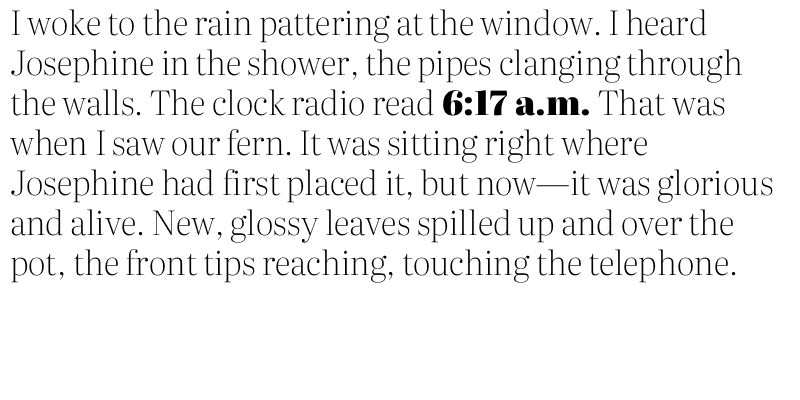 I woke to the rain pattering at the window. I heard
Josephine in the shower, the pipes clanging through
the walls. The clock radio read 6:17 a.m. That was
when I saw our fern. It was sitting right where
Josephine had first placed it, but now—it was glorious
and alive. New, glossy leaves spilled up and over the
pot, the front tips reaching, touching the telephone.